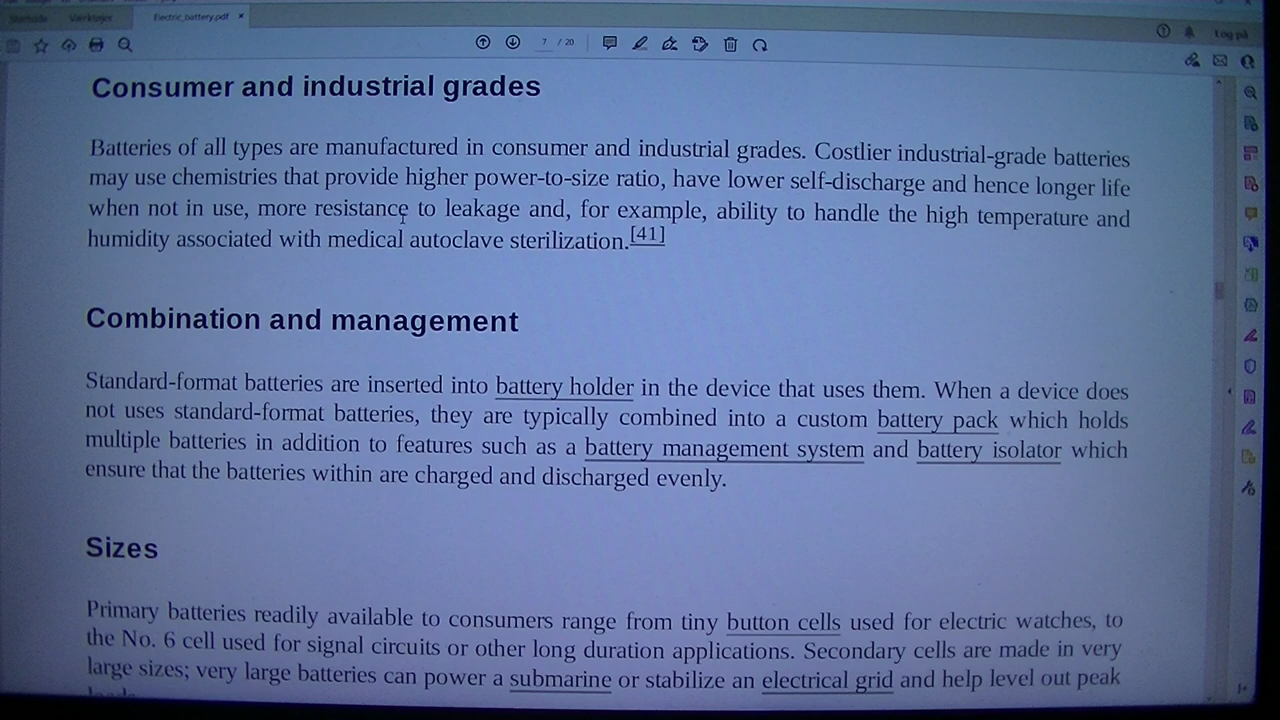 Startside Værktøjer Electric_battery.pdf ×
7 / 20
Log på
Consumer and industrial grades
Batteries of all types are manufactured in consumer and industrial grades. Costlier industrial-grade batteries
may use chemistries that provide higher power-to-size ratio, have lower self-discharge and hence longer life
when not in use, more resistance to leakage and, for example, ability to handle the high temperature and
humidity associated with medical autoclave sterilization.[41]
Combination and management
Standard-format batteries are inserted into battery holder in the device that uses them. When a device does
not uses standard-format batteries, they are typically combined into a custom battery pack which holds
multiple batteries in addition to features such as a battery management system and battery isolator which
ensure that the batteries within are charged and discharged evenly.
Sizes
Primary batteries readily available to consumers range from tiny button cells used for electric watches, to
the No. 6 cell used for signal circuits or other long duration applications. Secondary cells are made in very
large sizes; very large batteries can power a submarine or stabilize an electrical grid and help level out peak